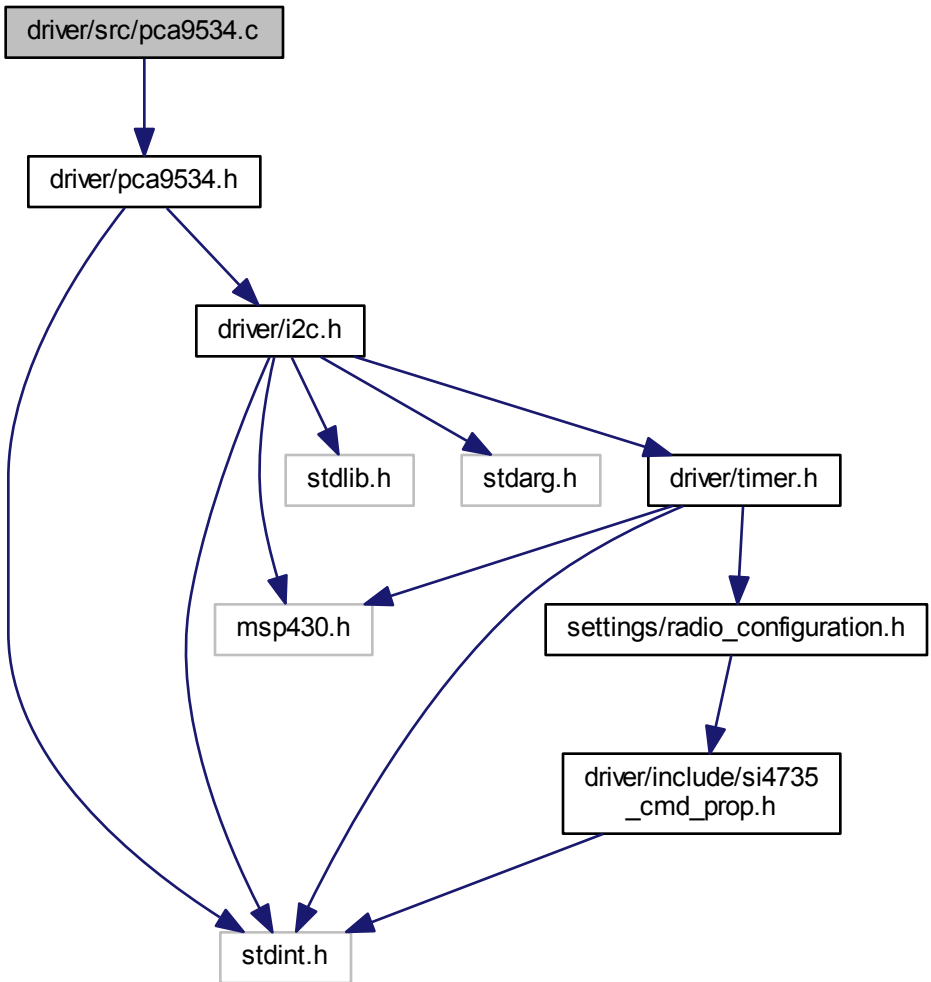 driver/src/pca9534.c
driver/pca9534.h
driver/i2c.h
stdlib.h
stdarg.h
driver/timer.h
msp430.h
settings/radio_configuration.h
driver/include/si4735
_cmd_prop.h
stdint.h